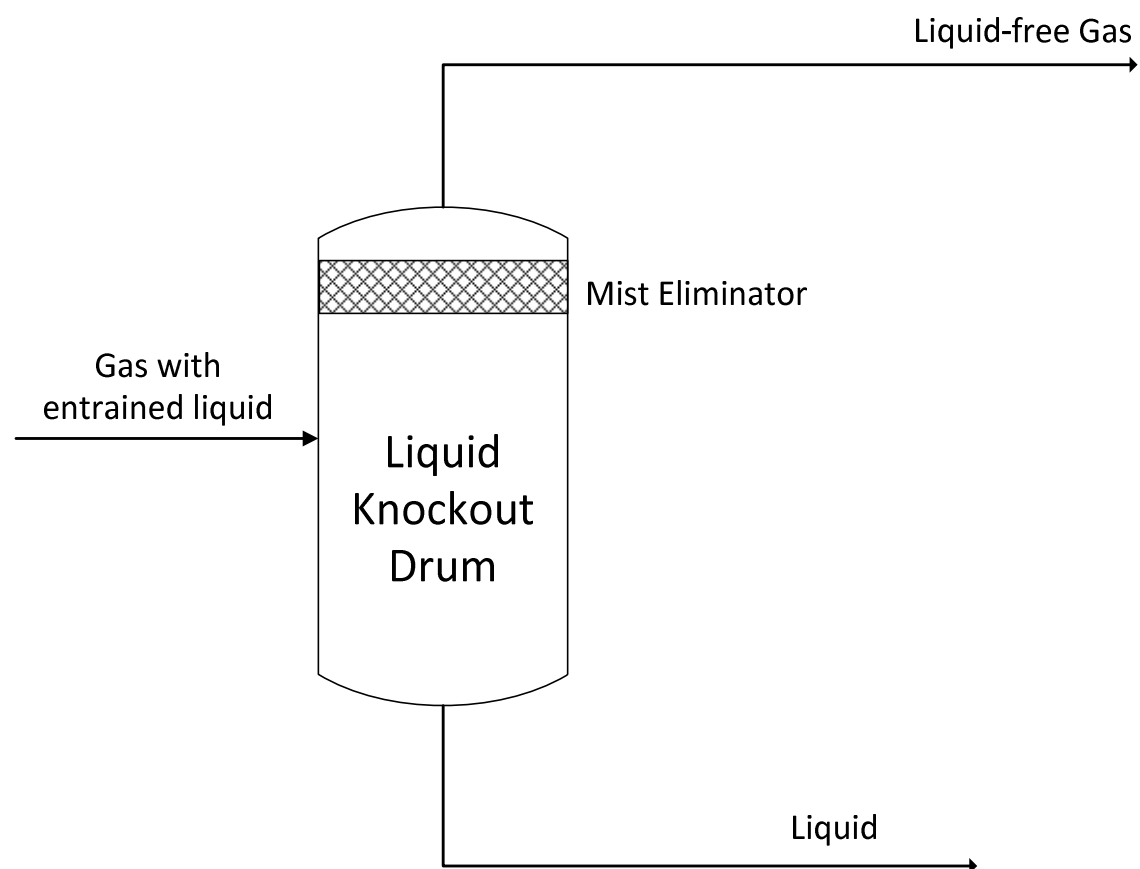 Liquid-free Gas
Mist Eliminator
Gas with
entrained liquid
Liquid
Knockout
Drum
Liquid